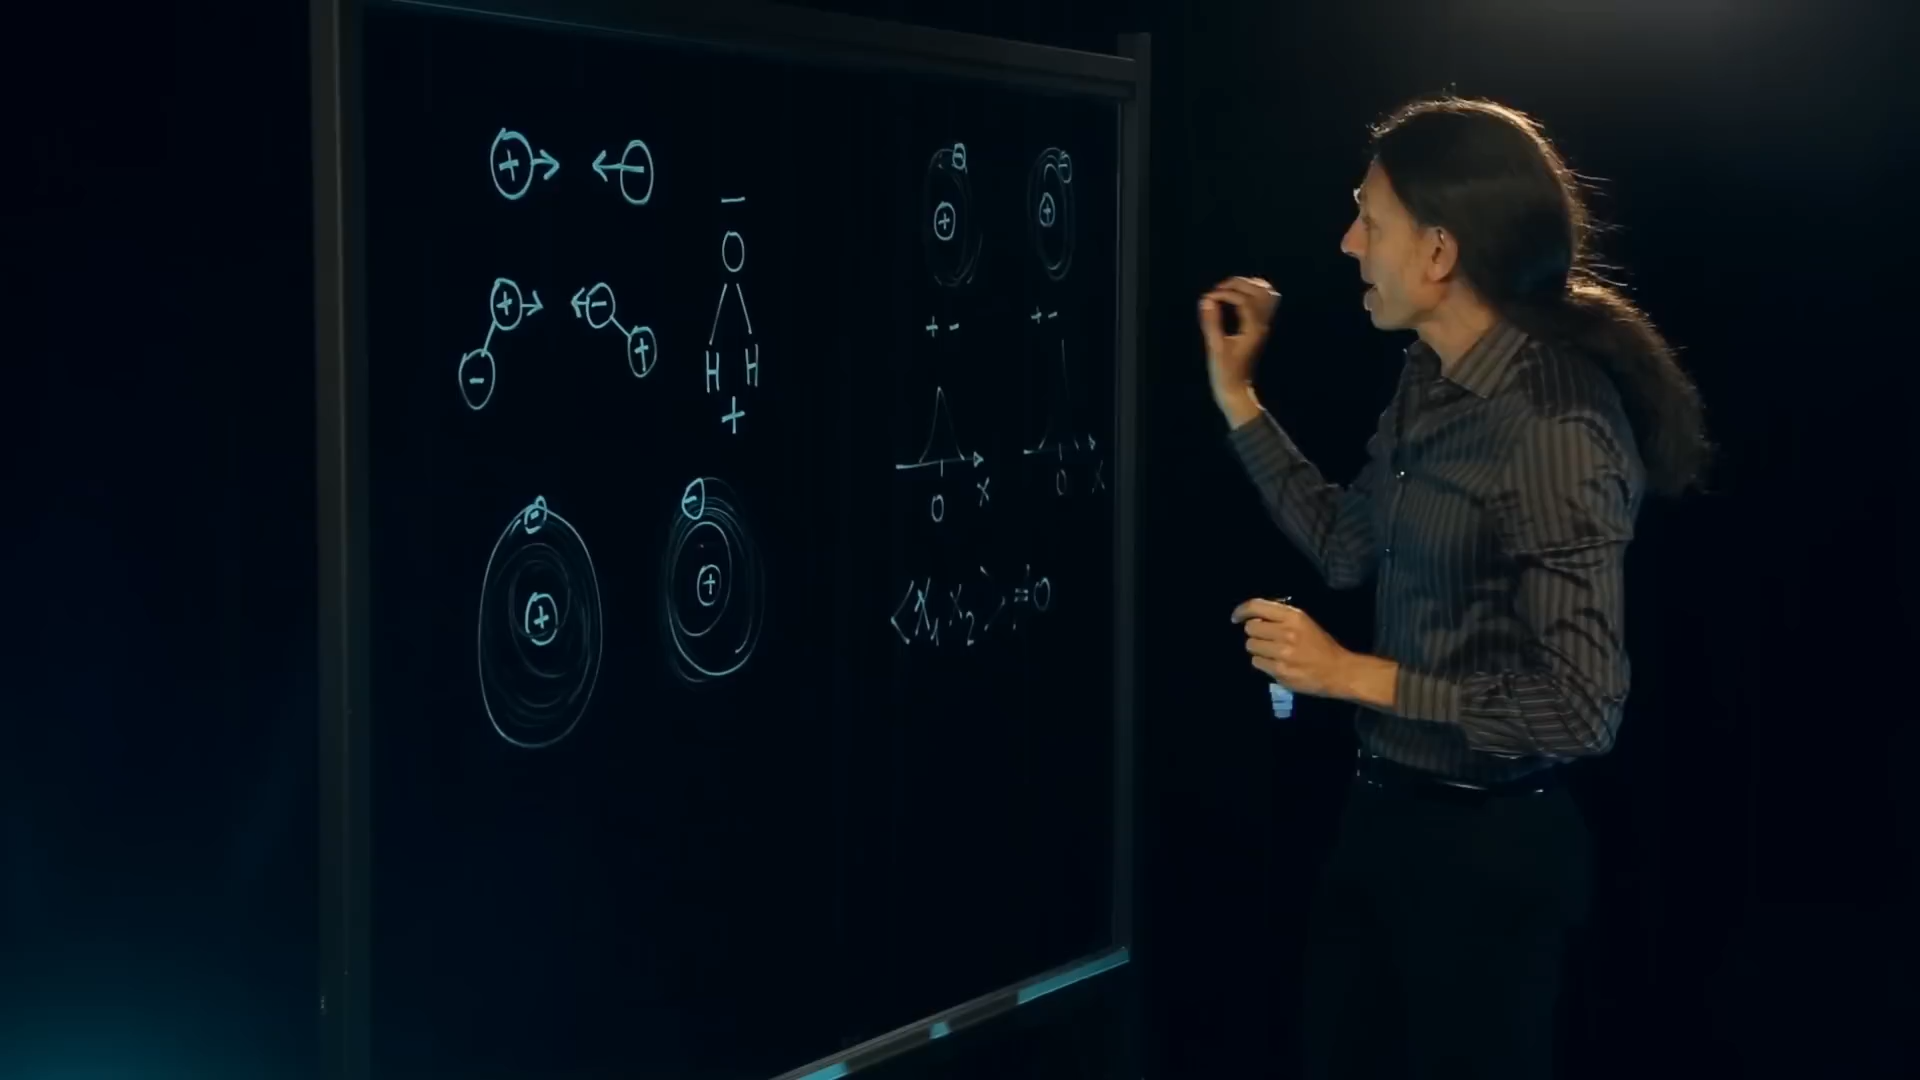 + → ← -
+ → ← -
- +
-
O
H H
+
- -
+ +
- -
+ +
+ - + -
0 x 0 x
⟨x₁ x₂⟩ ≠ 0